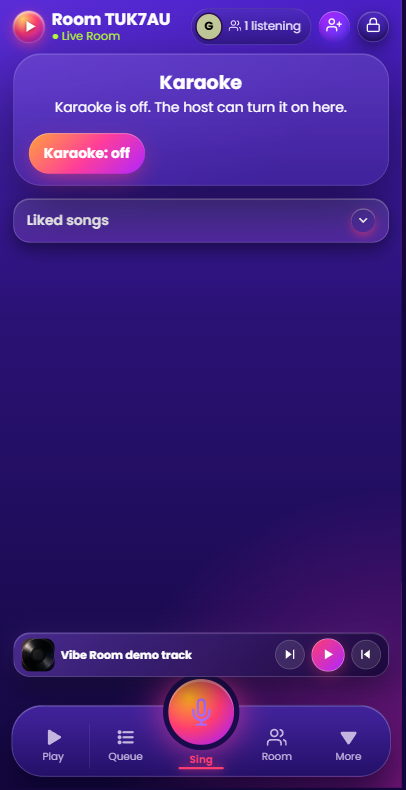 Room TUK7AU
Live Room
G
1 listening
Karaoke
Karaoke is off. The host can turn it on here.
Karaoke: off
Liked songs
Vibe Room demo track
Play
Queue
Sing
Room
More